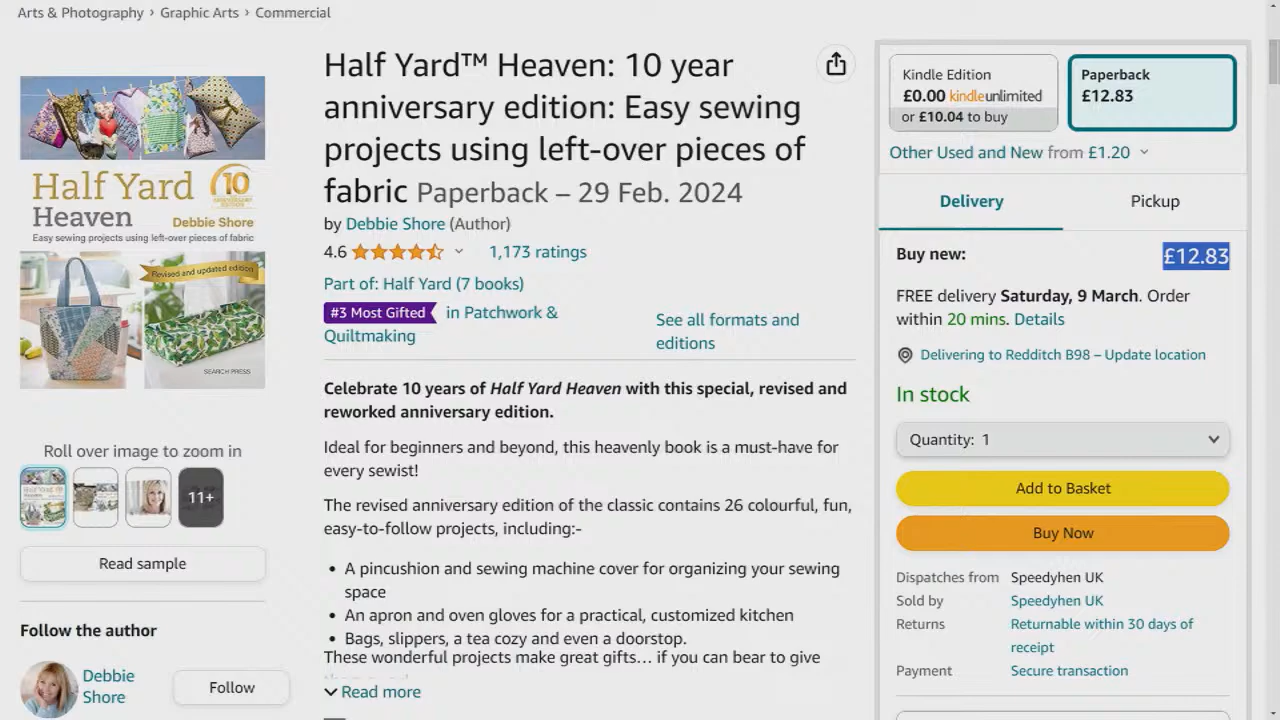 Arts & Photography › Graphic Arts › Commercial
Half Yard
Heaven
10
Debbie Shore
Easy sewing projects using left-over pieces of fabric
Revised and updated edition
SEARCH PRESS
Roll over image to zoom in
11+
Read sample
Follow the author
Debbie
Shore
Follow
Half Yard™ Heaven: 10 year
anniversary edition: Easy sewing
projects using left-over pieces of
fabric Paperback – 29 Feb. 2024
by Debbie Shore (Author)
4.6
1,173 ratings
Part of: Half Yard (7 books)
#3 Most Gifted in Patchwork &
Quiltmaking
See all formats and
editions
Celebrate 10 years of Half Yard Heaven with this special, revised and
reworked anniversary edition.
Ideal for beginners and beyond, this heavenly book is a must-have for
every sewist!
The revised anniversary edition of the classic contains 26 colourful, fun,
easy-to-follow projects, including:-
• A pincushion and sewing machine cover for organizing your sewing
space
• An apron and oven gloves for a practical, customized kitchen
• Bags, slippers, a tea cozy and even a doorstop.
These wonderful projects make great gifts… if you can bear to give
Read more
Kindle Edition
£0.00 kindleunlimited
or £10.04 to buy
Paperback
£12.83
Other Used and New from £1.20
Delivery
Pickup
Buy new:
£12.83
FREE delivery Saturday, 9 March. Order
within 20 mins. Details
Delivering to Redditch B98 – Update location
In stock
Quantity: 1
Add to Basket
Buy Now
Dispatches from Speedyhen UK
Sold by Speedyhen UK
Returns Returnable within 30 days of
receipt
Payment Secure transaction